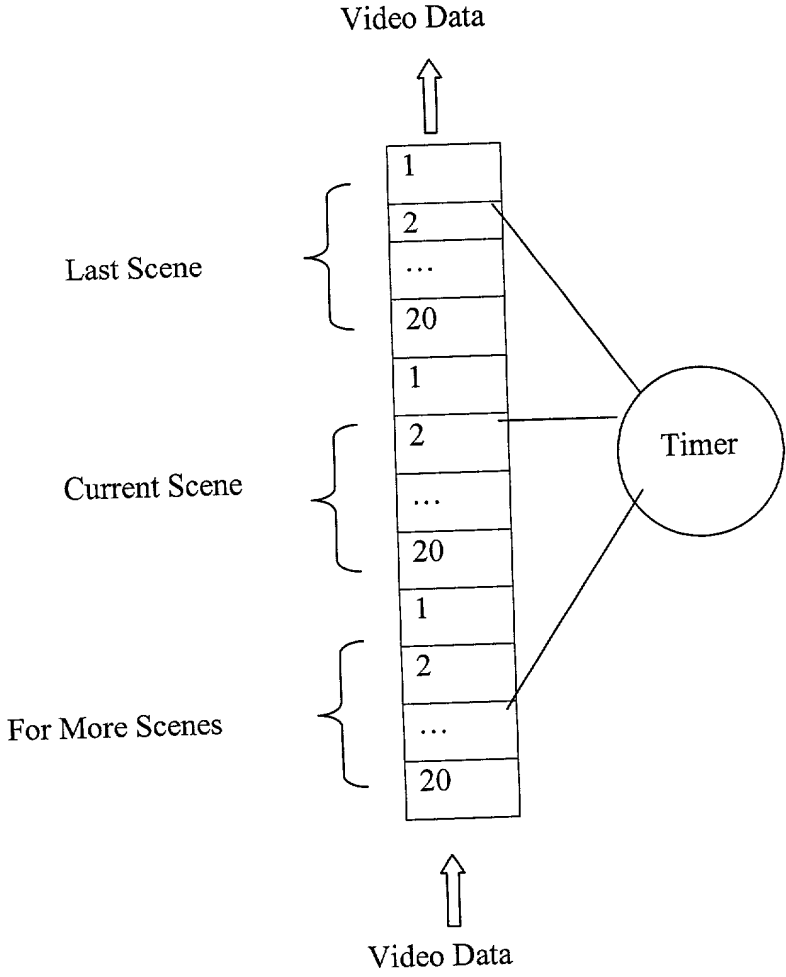 Video Data
1
2
...
20
Last Scene
1
2
...
20
Current Scene
Timer
1
2
...
20
For More Scenes
Video Data